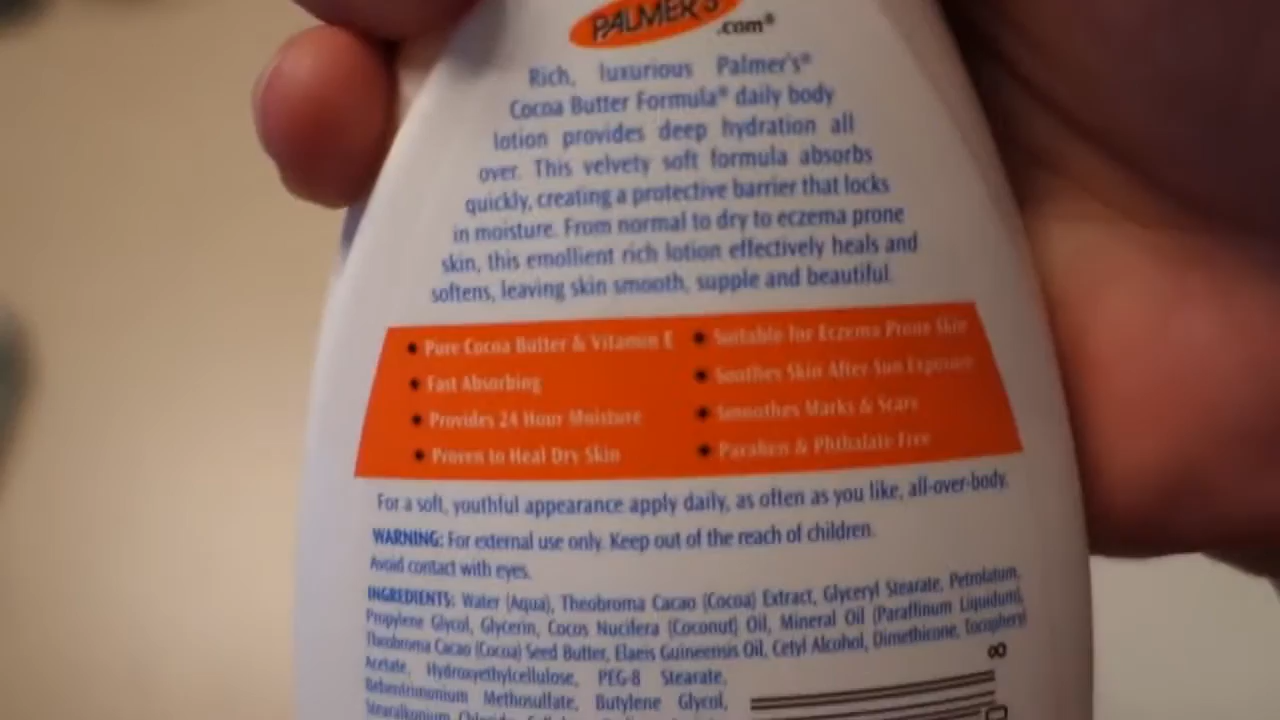 PALMER'S
.com®
Rich, luxurious Palmer's®
Cocoa Butter Formula® daily body
lotion provides deep hydration all
over. This velvety soft formula absorbs
quickly, creating a protective barrier that locks
in moisture. From normal to dry to eczema prone
skin, this emollient rich lotion effectively heals and
softens, leaving skin smooth, supple and beautiful.
• Pure Cocoa Butter & Vitamin E
• Fast Absorbing
• Provides 24 Hour Moisture
• Proven to Heal Dry Skin
• Suitable for Eczema Prone Skin
• Soothes Skin After Sun Exposure
• Smoothes Marks & Scars
• Paraben & Phthalate Free
For a soft, youthful appearance apply daily, as often as you like, all-over-body.
WARNING: For external use only. Keep out of the reach of children.
Avoid contact with eyes.
INGREDIENTS: Water (Aqua), Theobroma Cacao (Cocoa) Extract, Glyceryl Stearate, Petrolatum,
Propylene Glycol, Glycerin, Cocos Nucifera (Coconut) Oil, Mineral Oil (Paraffinum Liquidum),
Theobroma Cacao (Cocoa) Seed Butter, Elaeis Guineensis Oil, Cetyl Alcohol, Dimethicone, Tocopheryl
Acetate, Hydroxyethylcellulose, PEG-8 Stearate,
Behentrimonium Methosulfate, Butylene Glycol,
Stearalkonium Chloride,
8